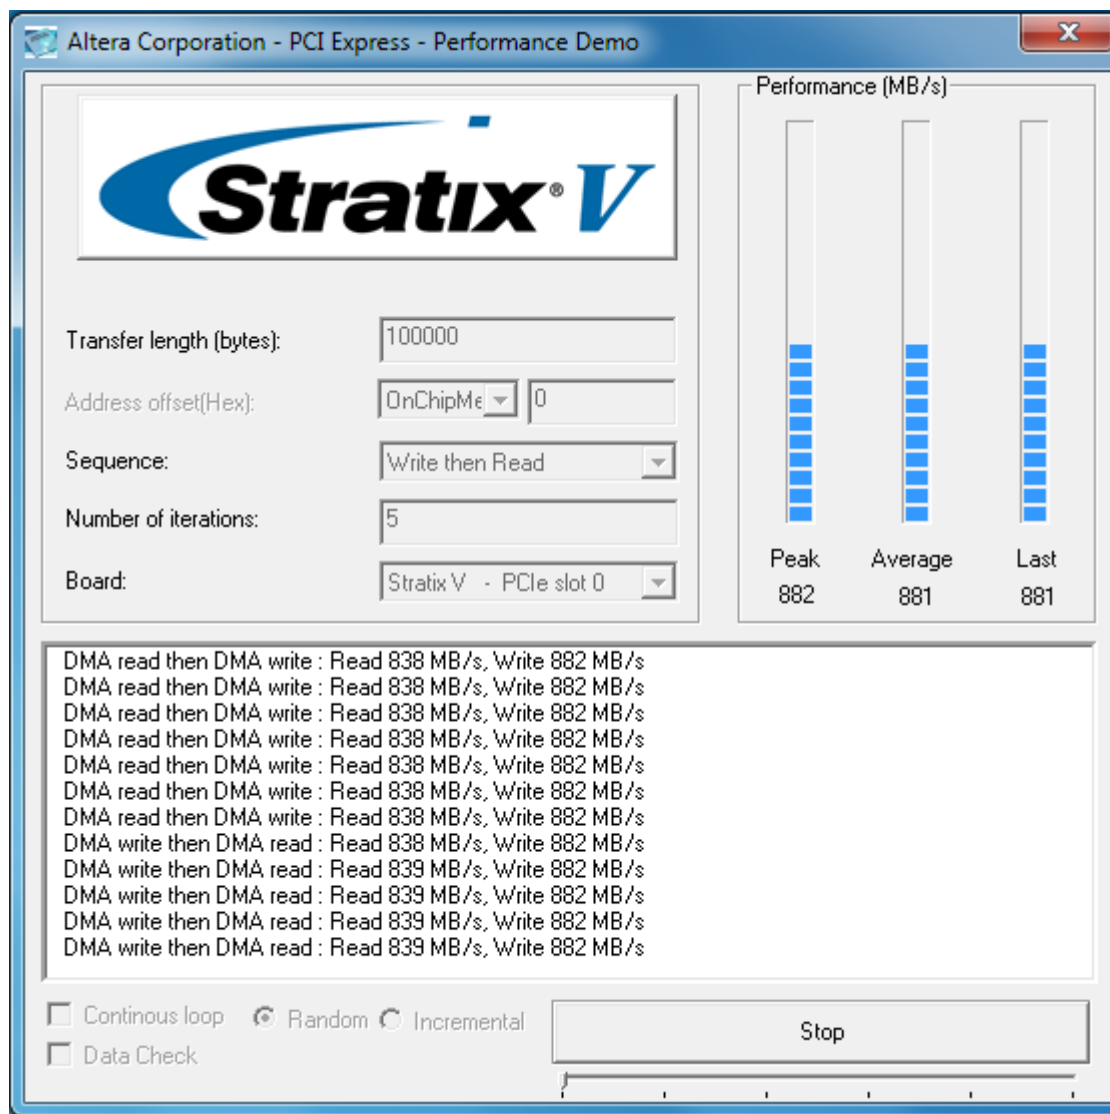 Altera Corporation - PCI Express - Performance Demo
Stratix® V
Performance (MB/s)
Transfer length (bytes): 100000
Address offset(Hex): OnChipMe 0
Sequence: Write then Read
Number of iterations: 5
Board: Stratix V - PCIe slot 0
Peak Average Last
882 881 881
DMA read then DMA write : Read 838 MB/s, Write 882 MB/s
DMA read then DMA write : Read 838 MB/s, Write 882 MB/s
DMA read then DMA write : Read 838 MB/s, Write 882 MB/s
DMA read then DMA write : Read 838 MB/s, Write 882 MB/s
DMA read then DMA write : Read 838 MB/s, Write 882 MB/s
DMA read then DMA write : Read 838 MB/s, Write 882 MB/s
DMA read then DMA write : Read 838 MB/s, Write 882 MB/s
DMA write then DMA read : Read 838 MB/s, Write 882 MB/s
DMA write then DMA read : Read 839 MB/s, Write 882 MB/s
DMA write then DMA read : Read 839 MB/s, Write 882 MB/s
DMA write then DMA read : Read 839 MB/s, Write 882 MB/s
DMA write then DMA read : Read 839 MB/s, Write 882 MB/s
Continous loop Random Incremental
Data Check
Stop